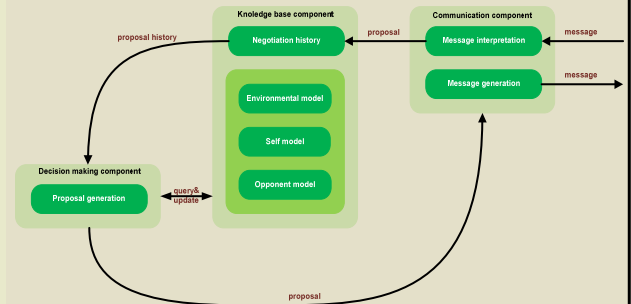 Knoledge base component
Communication component
proposal history
Negotiation history
proposal
Message interpretation
message
Message generation
message
Environmental model
Self model
Opponent model
Decision making component
Proposal generation
query&
update
proposal